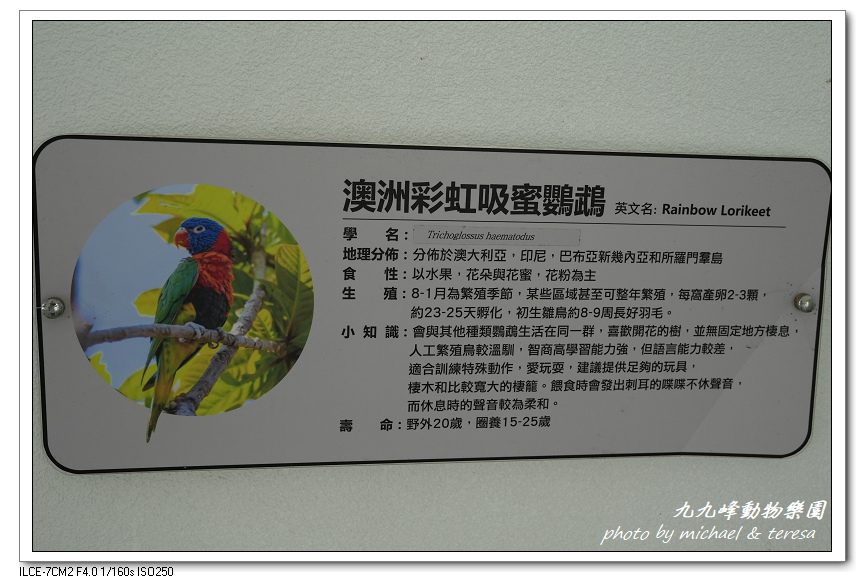 澳洲彩虹吸蜜鸚鵡 英文名: Rainbow Lorikeet
學　名： Trichoglossus haematodus
地理分佈：分佈於澳大利亞，印尼，巴布亞新幾內亞和所羅門羣島
食　性：以水果，花朵與花蜜，花粉為主
生　殖：8-1月為繁殖季節，某些區域甚至可整年繁殖，每窩產卵2-3顆，
約23-25天孵化，初生雛鳥約8-9周長好羽毛。
小 知 識：會與其他種類鸚鵡生活在同一群，喜歡開花的樹，並無固定地方棲息，
人工繁殖鳥較溫馴，智商高學習能力強，但語言能力較差，
適合訓練特殊動作，愛玩耍，建議提供足夠的玩具，
棲木和比較寬大的棲籠。餵食時會發出刺耳的喋喋不休聲音，
而休息時的聲音較為柔和。
壽　命：野外20歲，圈養15-25歲
九九峰動物樂園
photo by michael & teresa
ILCE-7CM2 F4.0 1/160s ISO250